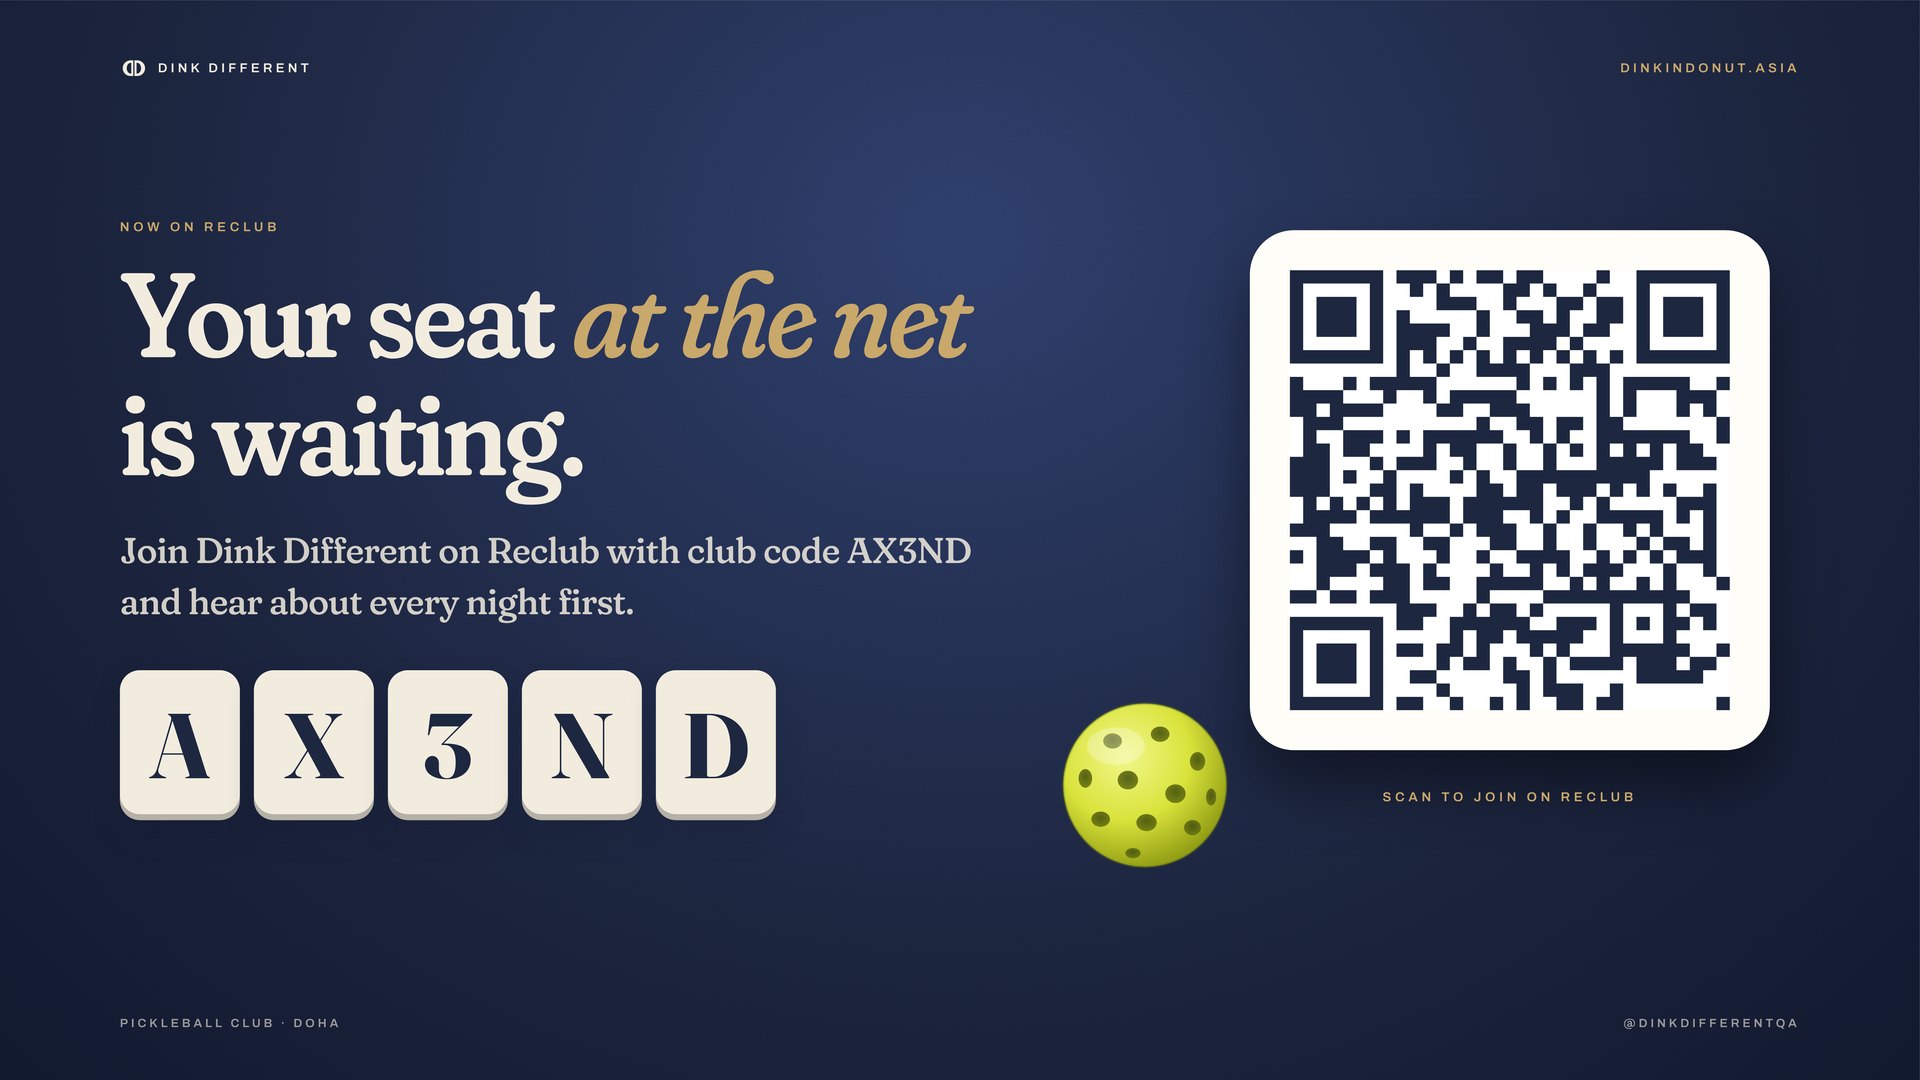 DINK DIFFERENT
DINKINDONUT.ASIA
NOW ON RECLUB
Your seat at the net
is waiting.
Join Dink Different on Reclub with club code AX3ND
and hear about every night first.
A X 3 N D
SCAN TO JOIN ON RECLUB
PICKLEBALL CLUB · DOHA
@DINKDIFFERENTQA